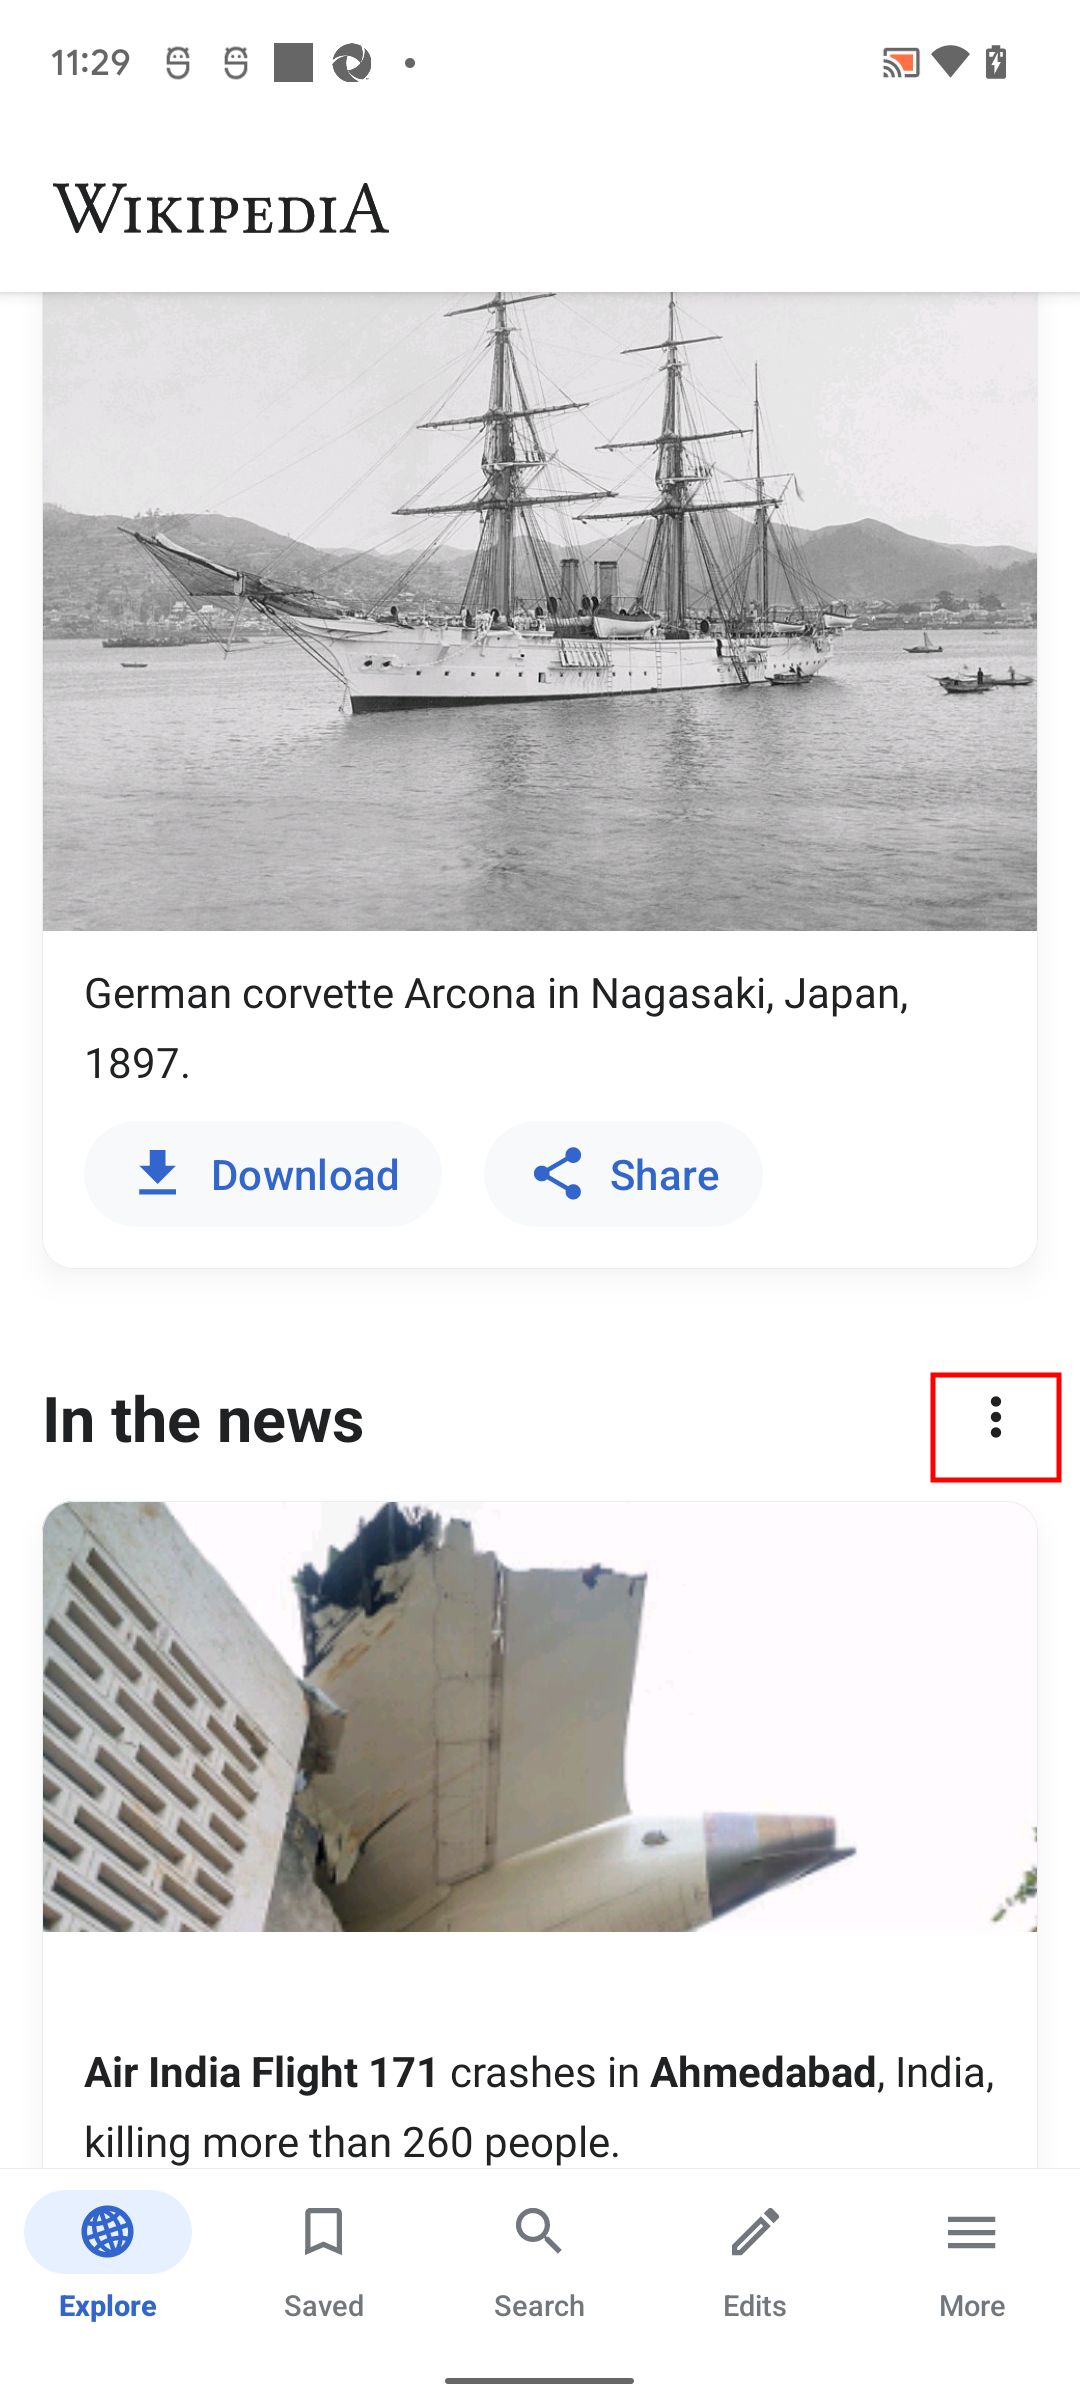 11:29
WIKIPEDIA
German corvette Arcona in Nagasaki, Japan,
1897.
Download
Share
In the news
Air India Flight 171 crashes in Ahmedabad, India,
killing more than 260 people.
Explore
Saved
Search
Edits
More